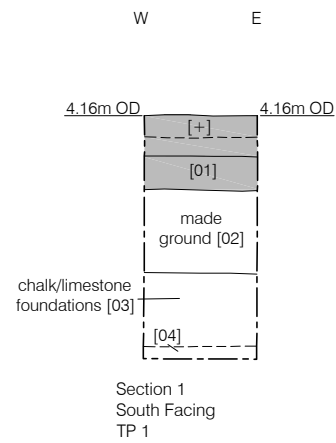 W E
4.16m OD 4.16m OD
[+]
[01]
made
ground [02]
chalk/limestone
foundations [03]
[04]
Section 1
South Facing
TP 1